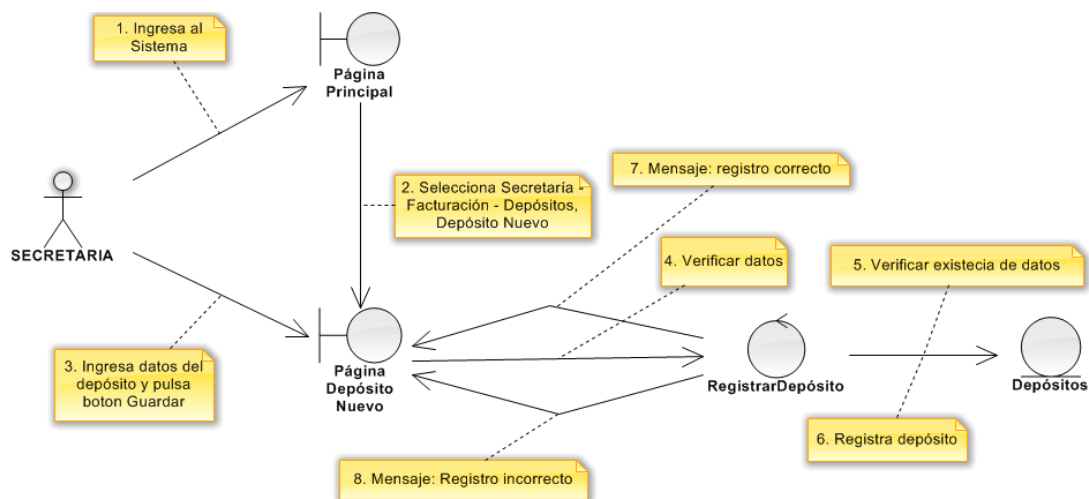 1. Ingresa al
Sistema
Página
Principal
7. Mensaje: registro correcto
2. Selecciona Secretaría -
Facturación - Depósitos,
Depósito Nuevo
SECRETARIA
4. Verificar datos
5. Verificar existecia de datos
3. Ingresa datos del
depósito y pulsa
boton Guardar
Página
Depósito
Nuevo
RegistrarDepósito
Depósitos
6. Registra depósito
8. Mensaje: Registro incorrecto